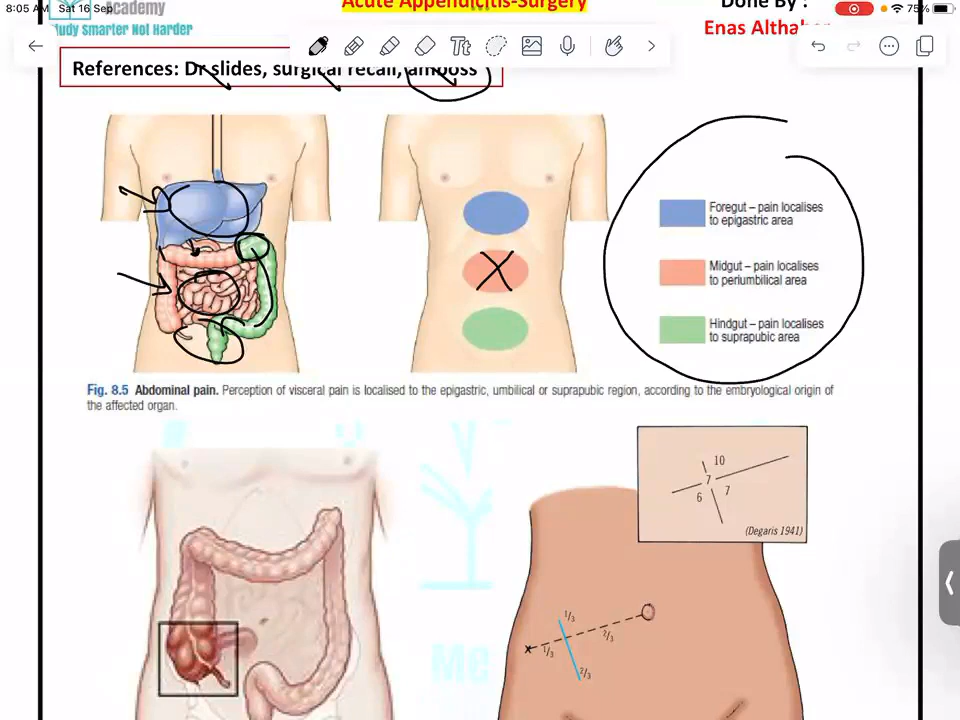 8:05 AM Sat 16 Sep
75%
academy
Study Smarter Not Harder
Acute Appendicitis-Surgery
Done By :
Enas Althaher
Tt
References: Dr slides, surgical recall, amboss
Foregut – pain localises
to epigastric area
Midgut – pain localises
to periumbilical area
Hindgut – pain localises
to suprapubic area
Fig. 8.5 Abdominal pain. Perception of visceral pain is localised to the epigastric, umbilical or suprapubic region, according to the embryological origin of
the affected organ.
10
7
6
7
(Degaris 1941)
1/3
2/3
1/3
2/3
Me